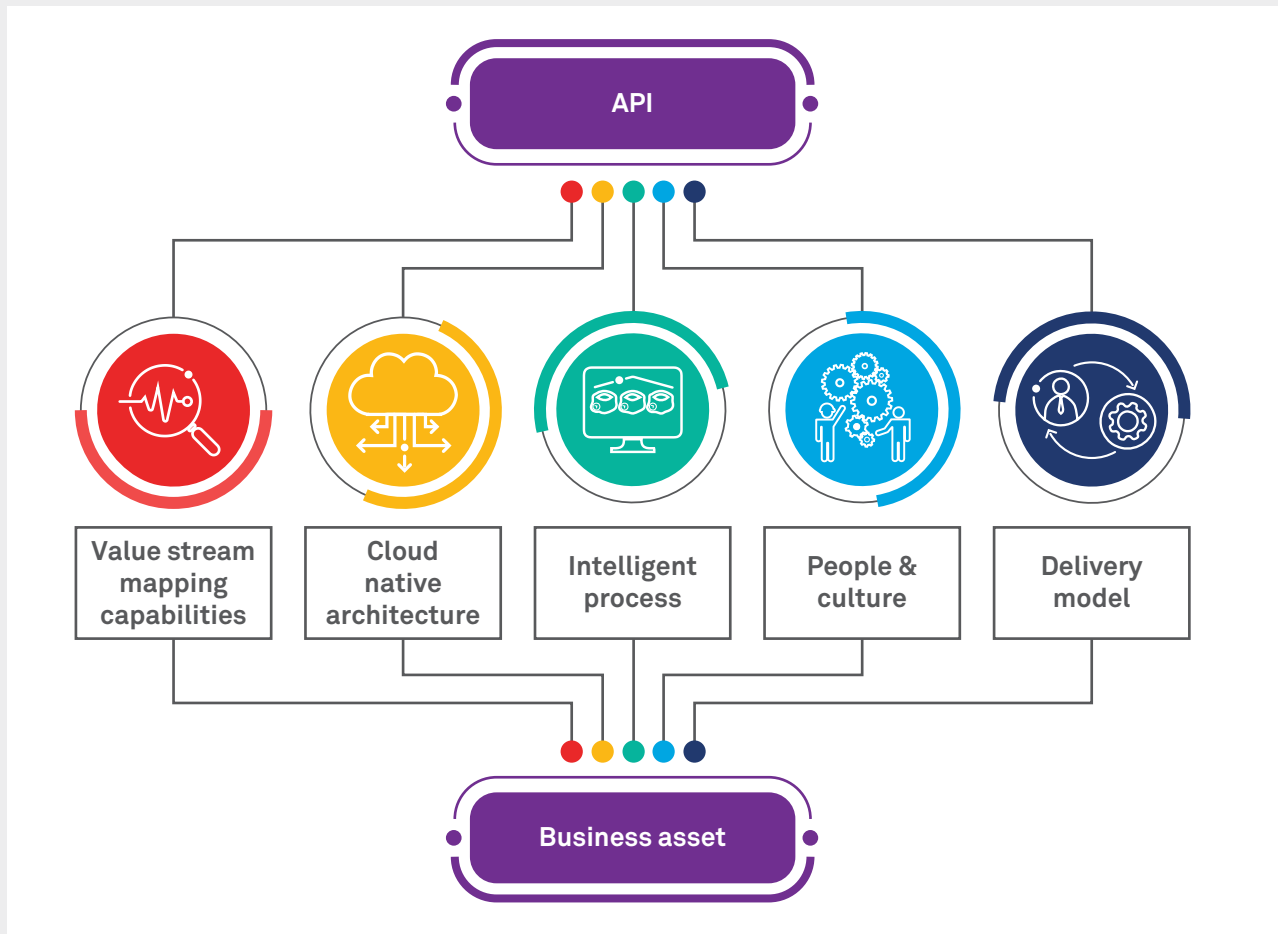 API
Value stream
mapping
capabilities
Cloud
native
architecture
Intelligent
process
People &
culture
Delivery
model
Business asset